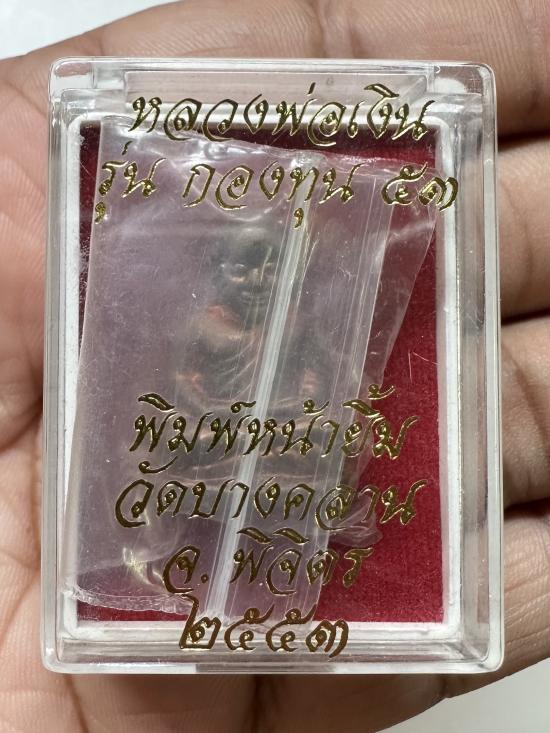 หลวงพ่อเงิน
รุ่น กองทุน ๕๓
พิมพ์หน้ายิ้ม
วัดบางคลาน
จ. พิจิตร
๒๕๕๓